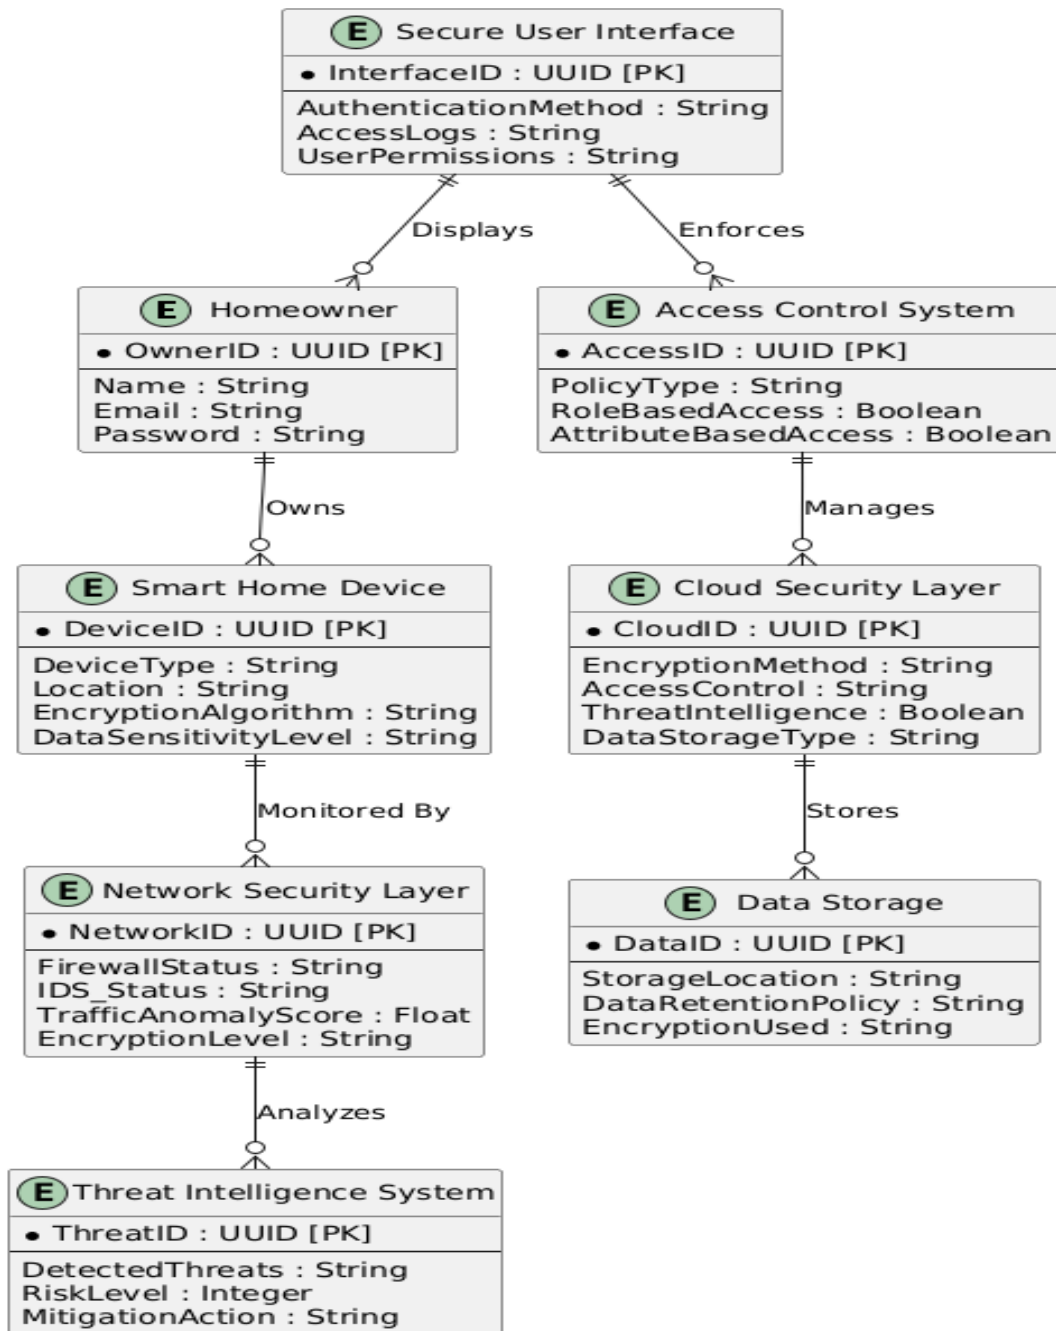 E Secure User Interface
• InterfaceID : UUID [PK]
AuthenticationMethod : String
AccessLogs : String
UserPermissions : String
Displays
Enforces
E Homeowner
• OwnerID : UUID [PK]
Name : String
Email : String
Password : String
E Access Control System
• AccessID : UUID [PK]
PolicyType : String
RoleBasedAccess : Boolean
AttributeBasedAccess : Boolean
Owns
Manages
E Smart Home Device
• DeviceID : UUID [PK]
DeviceType : String
Location : String
EncryptionAlgorithm : String
DataSensitivityLevel : String
E Cloud Security Layer
• CloudID : UUID [PK]
EncryptionMethod : String
AccessControl : String
ThreatIntelligence : Boolean
DataStorageType : String
Monitored By
Stores
E Network Security Layer
• NetworkID : UUID [PK]
FirewallStatus : String
IDS_Status : String
TrafficAnomalyScore : Float
EncryptionLevel : String
E Data Storage
• DataID : UUID [PK]
StorageLocation : String
DataRetentionPolicy : String
EncryptionUsed : String
Analyzes
E Threat Intelligence System
• ThreatID : UUID [PK]
DetectedThreats : String
RiskLevel : Integer
MitigationAction : String